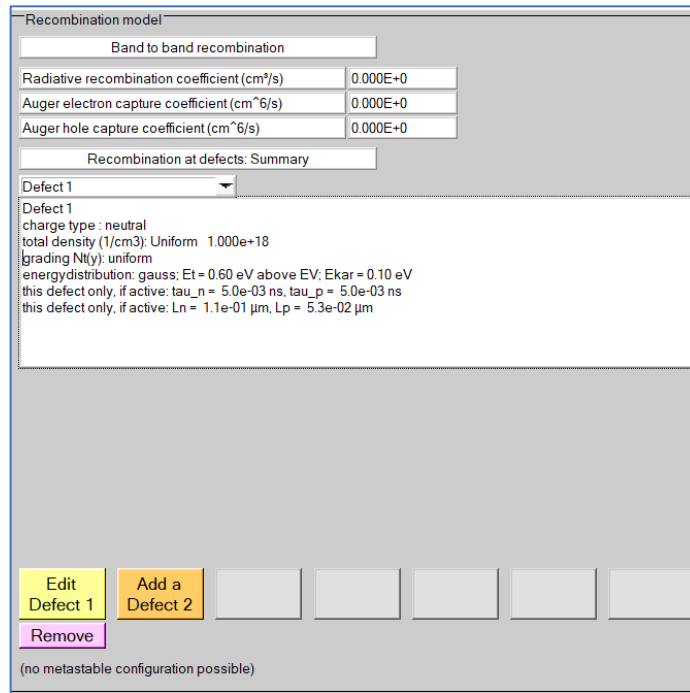 Recombination model
Band to band recombination
Radiative recombination coefficient (cm³/s) 0.000E+0
Auger electron capture coefficient (cm^6/s) 0.000E+0
Auger hole capture coefficient (cm^6/s) 0.000E+0
Recombination at defects: Summary
Defect 1
Defect 1
charge type : neutral
total density (1/cm3): Uniform 1.000e+18
grading Nt(y): uniform
energydistribution: gauss; Et = 0.60 eV above EV; Ekar = 0.10 eV
this defect only, if active: tau_n = 5.0e-03 ns, tau_p = 5.0e-03 ns
this defect only, if active: Ln = 1.1e-01 µm, Lp = 5.3e-02 µm
Edit
Defect 1
Add a
Defect 2
Remove
(no metastable configuration possible)